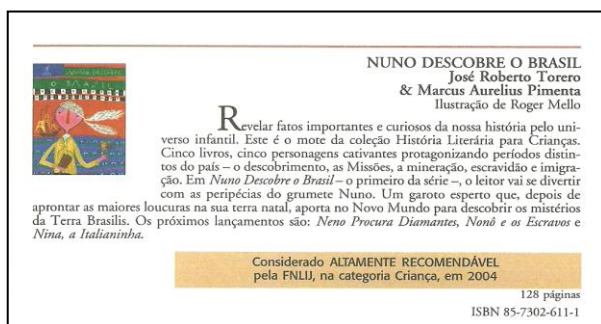 NUNO DESCOBRE O BRASIL
José Roberto Torero
& Marcus Aurelius Pimenta
Ilustração de Roger Mello
Revelar fatos importantes e curiosos da nossa história pelo uni-
verso infantil. Este é o mote da coleção História Literária para Crianças.
Cinco livros, cinco personagens cativantes protagonizando períodos distin-
tos do país – o descobrimento, as Missões, a mineração, escravidão e imigra-
ção. Em Nuno Descobre o Brasil – o primeiro da série –, o leitor vai se divertir
com as peripécias do grumete Nuno. Um garoto esperto que, depois de
aprontar as maiores loucuras na sua terra natal, aporta no Novo Mundo para descobrir os mistérios
da Terra Brasilis. Os próximos lançamentos são: Neno Procura Diamantes, Nonô e os Escravos e
Nina, a Italianinha.
Considerado ALTAMENTE RECOMENDÁVEL
pela FNLIJ, na categoria Criança, em 2004
128 páginas
ISBN 85-7302-611-1